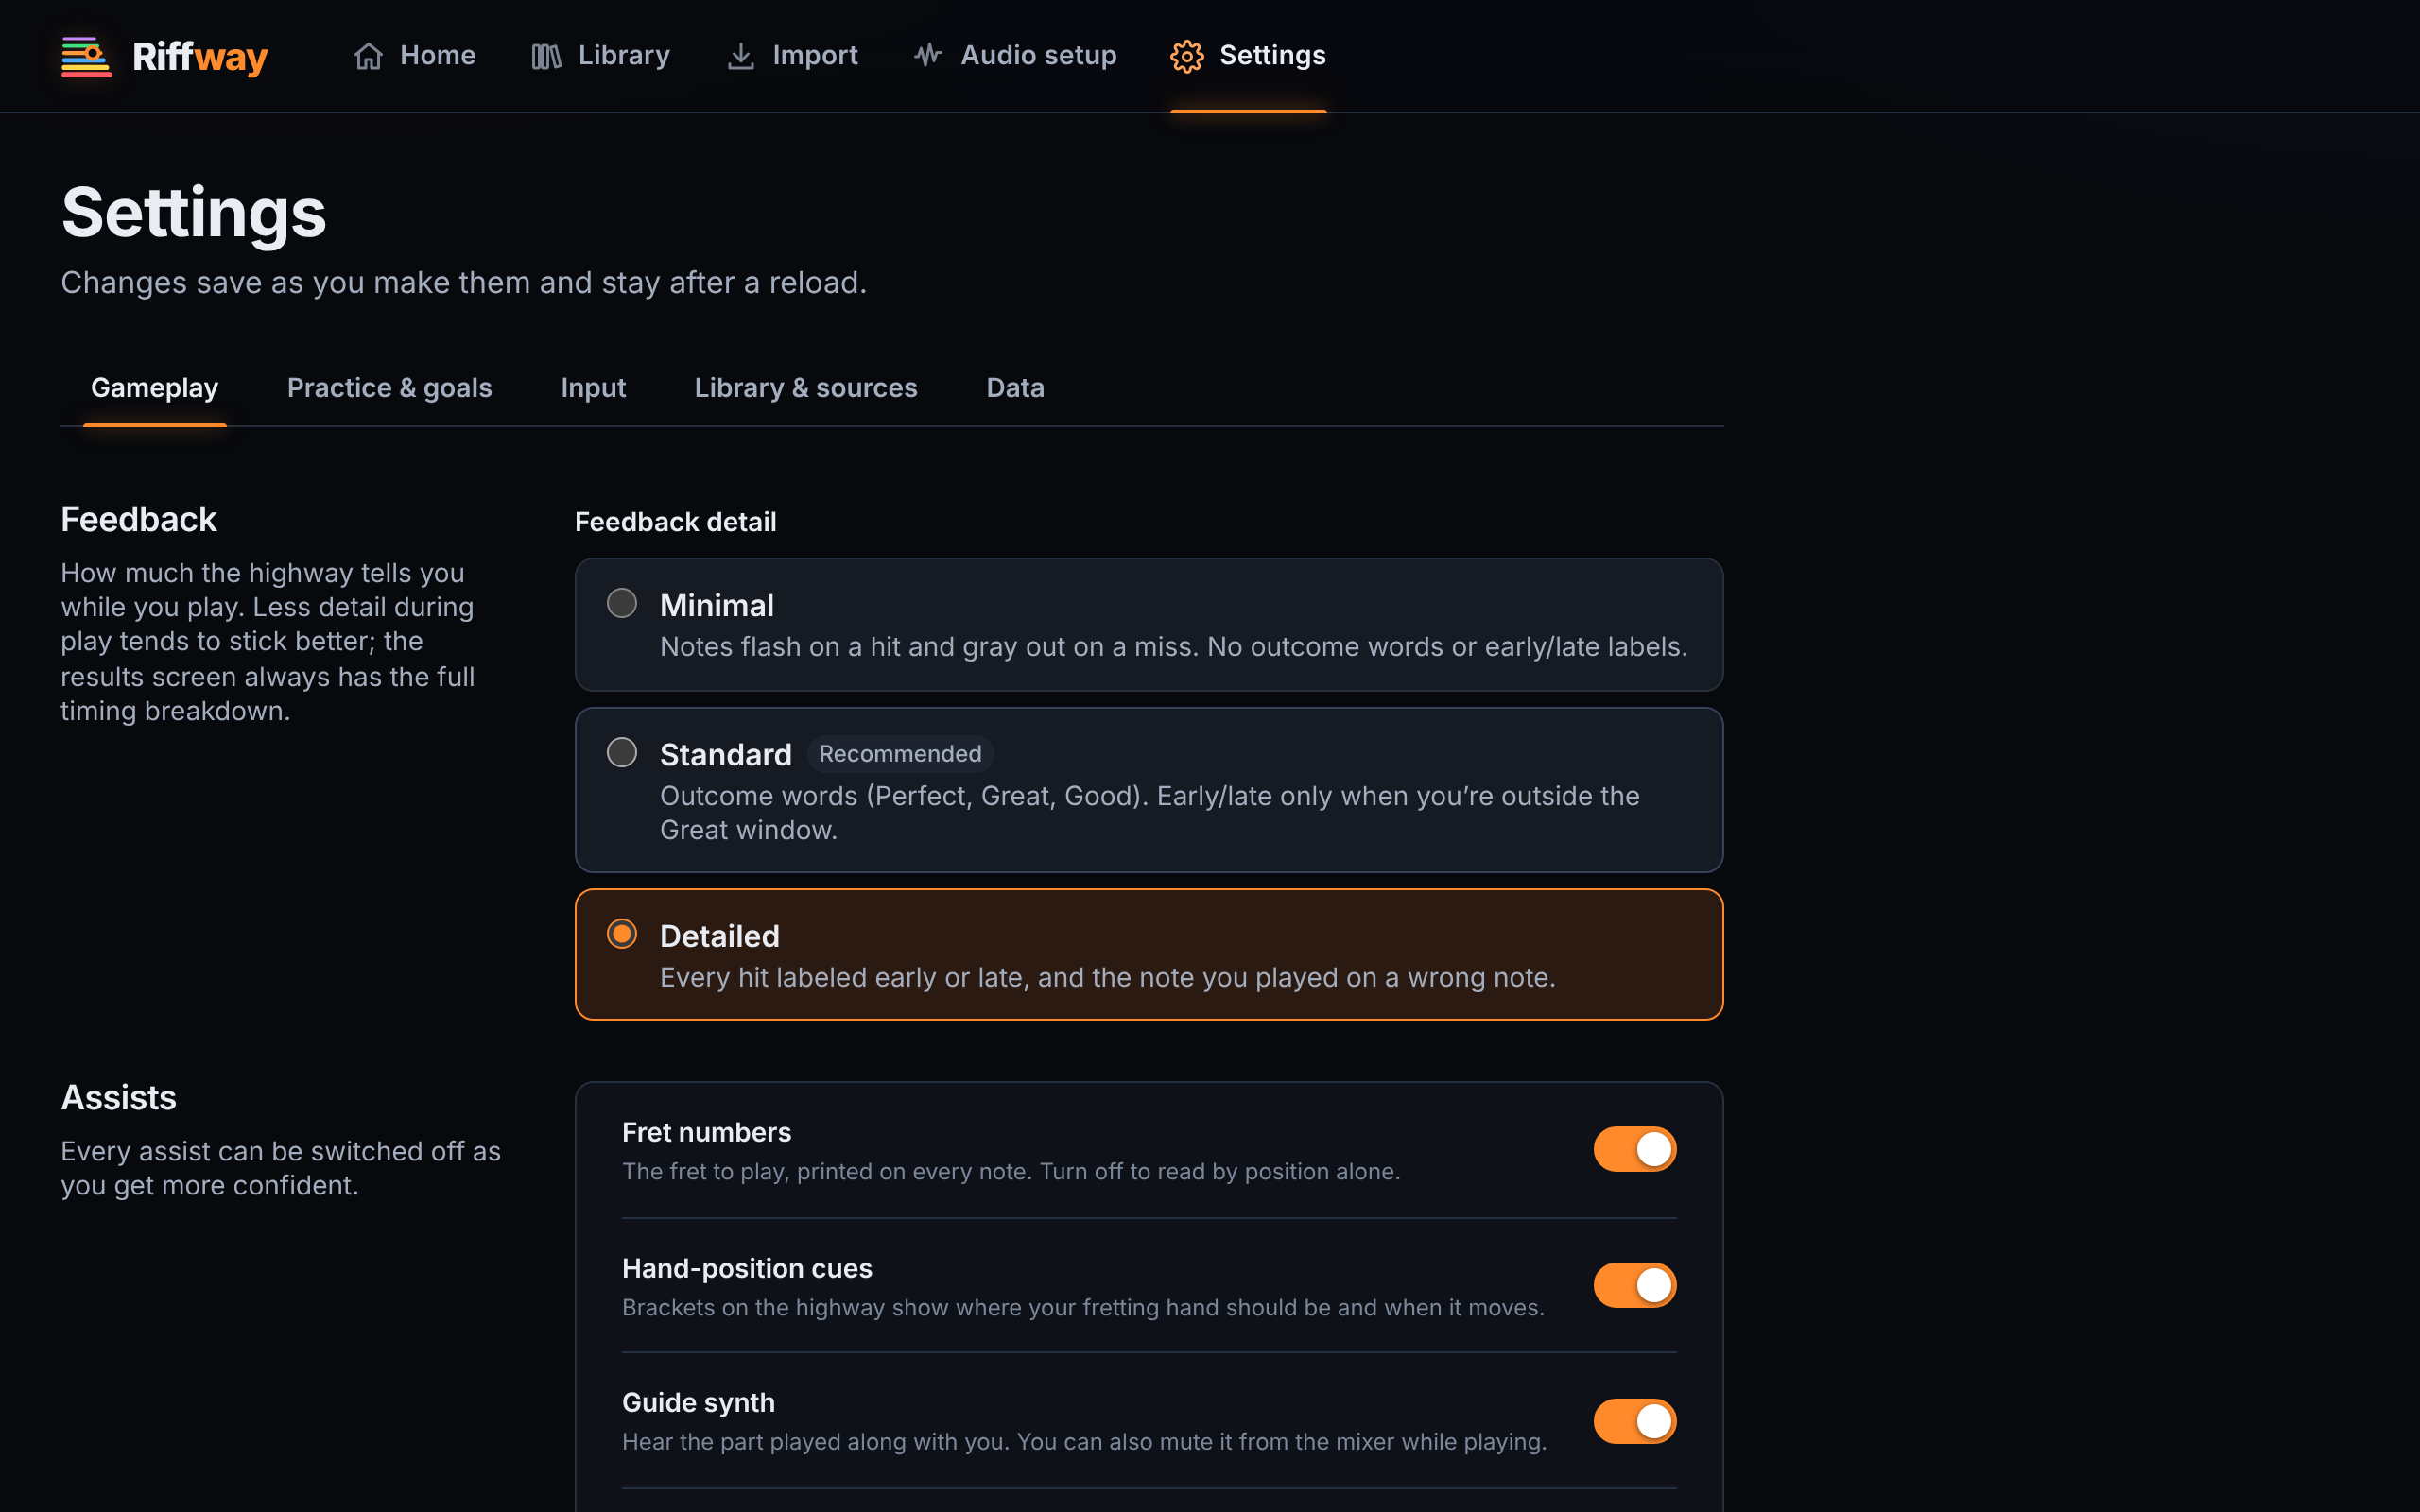 Riffway
Home
Library
Import
Audio setup
Settings
Settings
Changes save as you make them and stay after a reload.
Gameplay
Practice & goals
Input
Library & sources
Data
Feedback
How much the highway tells you
while you play. Less detail during
play tends to stick better; the
results screen always has the full
timing breakdown.
Feedback detail
Minimal
Notes flash on a hit and gray out on a miss. No outcome words or early/late labels.
Standard Recommended
Outcome words (Perfect, Great, Good). Early/late only when you’re outside the
Great window.
Detailed
Every hit labeled early or late, and the note you played on a wrong note.
Assists
Every assist can be switched off as
you get more confident.
Fret numbers
The fret to play, printed on every note. Turn off to read by position alone.
Hand-position cues
Brackets on the highway show where your fretting hand should be and when it moves.
Guide synth
Hear the part played along with you. You can also mute it from the mixer while playing.